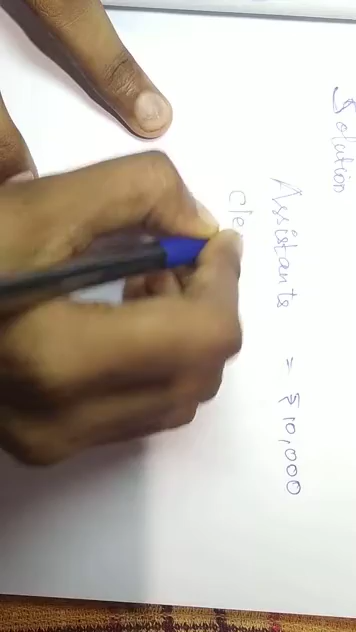 Solution
Assistants = ₹10,000
cle